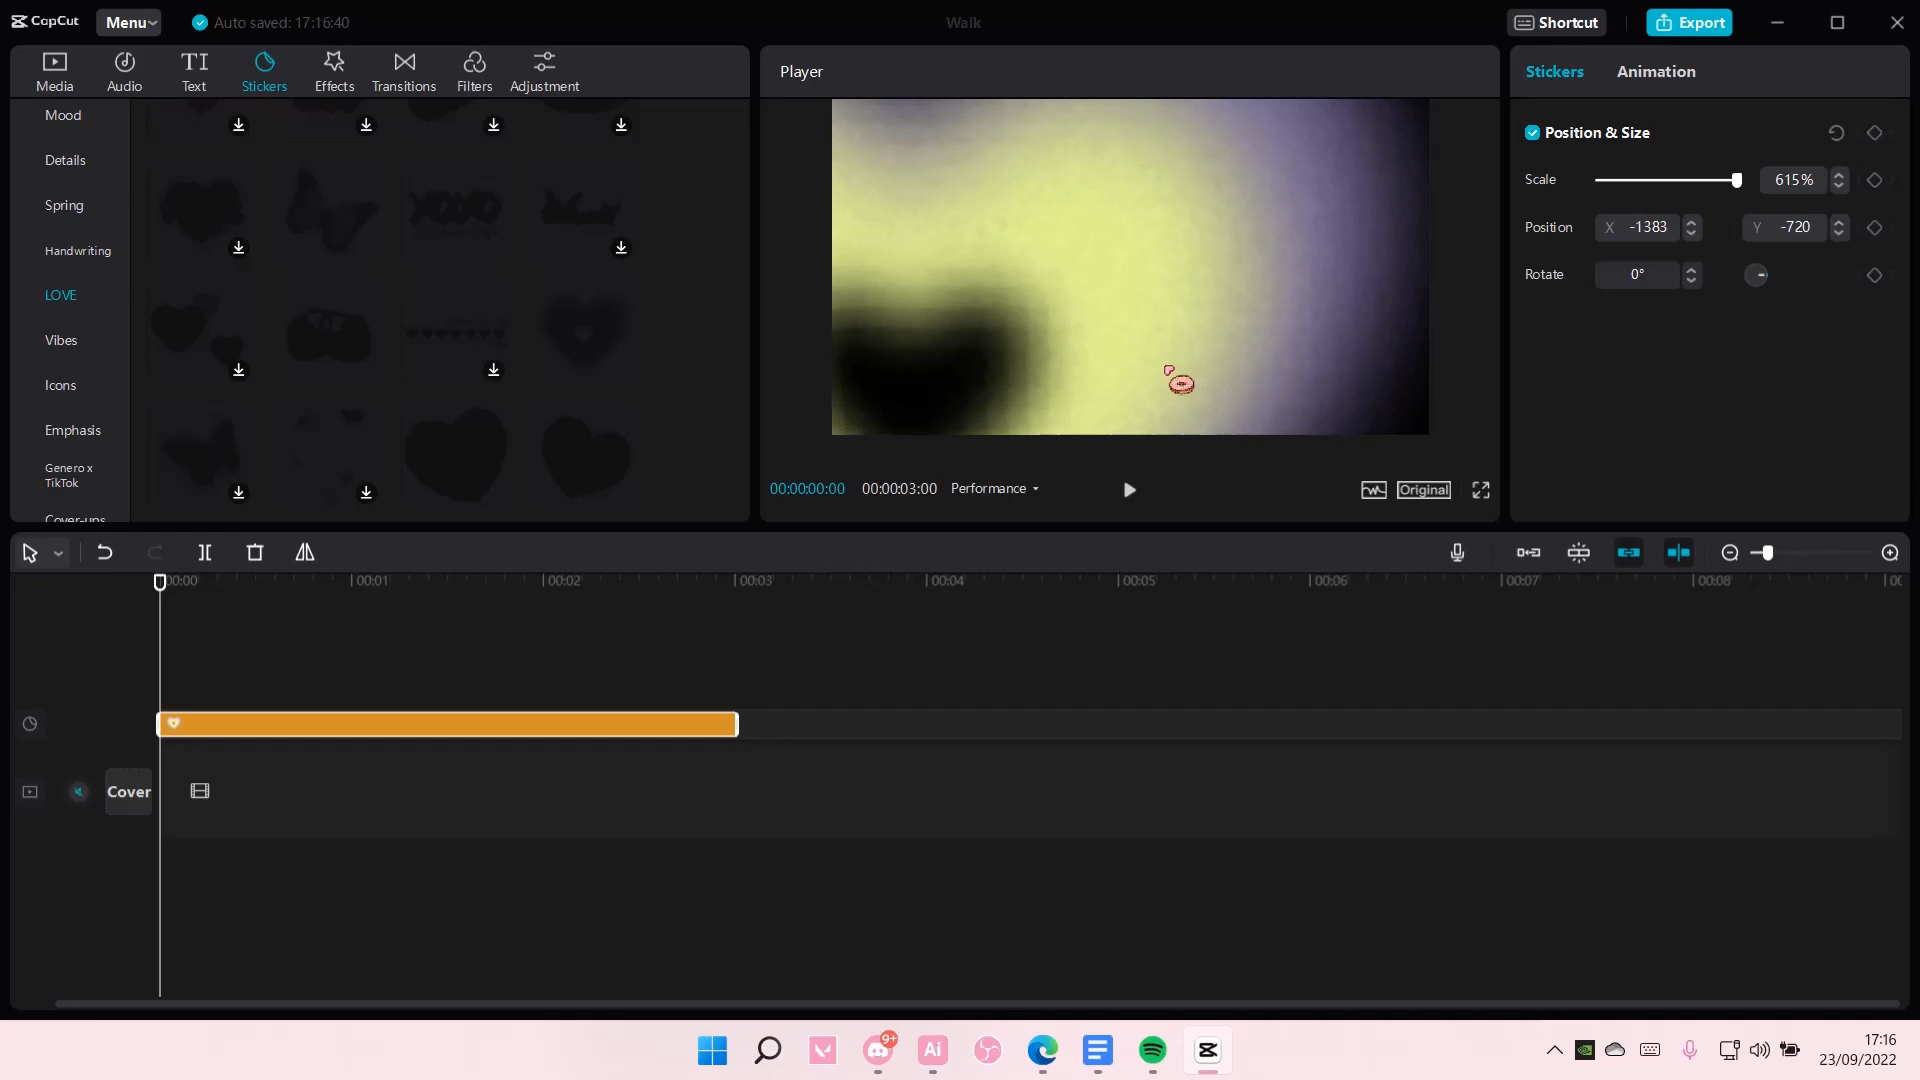 CapCut
Menu
Auto saved: 17:16:40
Walk
Shortcut
Export
Media
Audio
Text
Stickers
Effects
Transitions
Filters
Adjustment
Mood
Details
Spring
Handwriting
LOVE
Vibes
Icons
Emphasis
Genero x
TikTok
Cover-ups
XOXO
Player
00:00:00:00
00:00:03:00
Performance
Original
Stickers
Animation
Position & Size
Scale
615%
Position
X -1383
Y -720
Rotate
0°
00:00
00:01
00:02
00:03
00:04
00:05
00:06
00:07
00:08
Cover
9+
Ai
17:16
23/09/2022